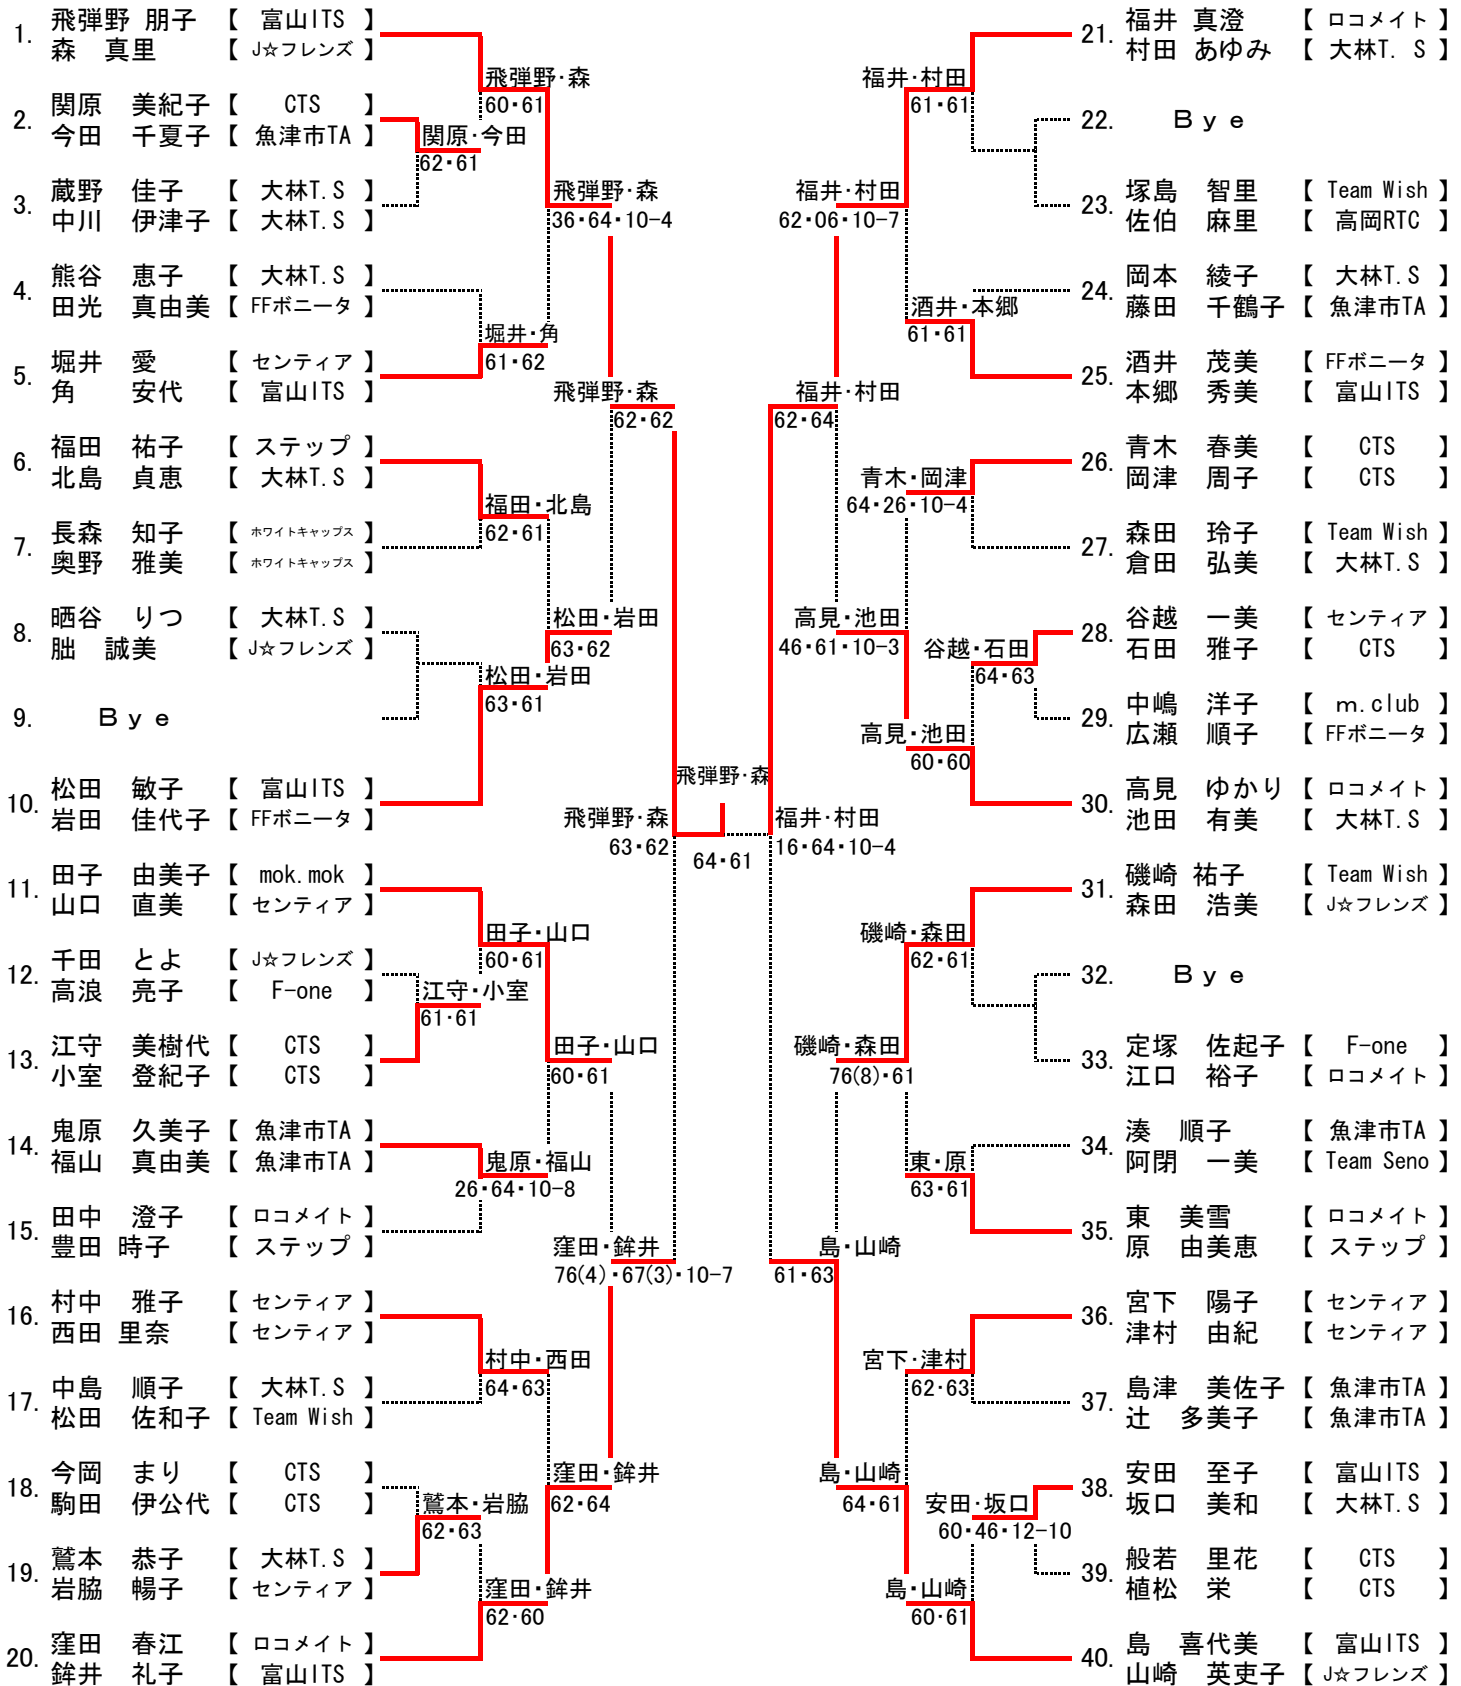 1. 飛弾野 朋子 【 富山ITS 】
森 真里 【 J☆フレンズ 】
2. 関原 美紀子 【 CTS 】
今田 千夏子 【 魚津市TA 】
3. 蔵野 佳子 【 大林T.S 】
中川 伊津子 【 大林T.S 】
4. 熊谷 恵子 【 大林T.S 】
田光 真由美 【 FFボニータ 】
5. 堀井 愛 【 センティア 】
角 安代 【 富山ITS 】
6. 福田 祐子 【 ステップ 】
北島 貞恵 【 大林T.S 】
7. 長森 知子 【 ホワイトキャップス 】
奥野 雅美 【 ホワイトキャップス 】
8. 晒谷 りつ 【 大林T.S 】
朏 誠美 【 J☆フレンズ 】
9. Bye
10. 松田 敏子 【 富山ITS 】
岩田 佳代子 【 FFボニータ 】
11. 田子 由美子 【 mok.mok 】
山口 直美 【 センティア 】
12. 千田 とよ 【 J☆フレンズ 】
高浪 亮子 【 F-one 】
13. 江守 美樹代 【 CTS 】
小室 登紀子 【 CTS 】
14. 鬼原 久美子 【 魚津市TA 】
福山 真由美 【 魚津市TA 】
15. 田中 澄子 【 ロコメイト 】
豊田 時子 【 ステップ 】
16. 村中 雅子 【 センティア 】
西田 里奈 【 センティア 】
17. 中島 順子 【 大林T.S 】
松田 佐和子 【 Team Wish 】
18. 今岡 まり 【 CTS 】
駒田 伊公代 【 CTS 】
19. 鷲本 恭子 【 大林T.S 】
岩脇 暢子 【 センティア 】
20. 窪田 春江 【 ロコメイト 】
鉾井 礼子 【 富山ITS 】
関原・今田
62・61
江守・小室
61・61
鷲本・岩脇
62・63
飛弾野・森
60・61
堀井・角
61・62
福田・北島
62・61
松田・岩田
63・61
田子・山口
60・61
鬼原・福山
26・64・10-8
村中・西田
64・63
窪田・鉾井
62・60
飛弾野・森
36・64・10-4
松田・岩田
63・62
田子・山口
60・61
窪田・鉾井
62・64
飛弾野・森
62・62
窪田・鉾井
76(4)・67(3)・10-7
飛弾野・森
63・62
飛弾野・森
64・61
福井・村田
16・64・10-4
福井・村田
62・64
島・山崎
61・63
福井・村田
62・06・10-7
高見・池田
46・61・10-3
磯崎・森田
76(8)・61
島・山崎
64・61
福井・村田
61・61
酒井・本郷
61・61
青木・岡津
64・26・10-4
高見・池田
60・60
磯崎・森田
62・61
東・原
63・61
宮下・津村
62・63
島・山崎
60・61
谷越・石田
64・63
安田・坂口
60・46・12-10
21. 福井 真澄 【 ロコメイト 】
村田 あゆみ 【 大林T. S 】
22. Bye
23. 塚島 智里 【 Team Wish 】
佐伯 麻里 【 高岡RTC 】
24. 岡本 綾子 【 大林T.S 】
藤田 千鶴子 【 魚津市TA 】
25. 酒井 茂美 【 FFボニータ 】
本郷 秀美 【 富山ITS 】
26. 青木 春美 【 CTS 】
岡津 周子 【 CTS 】
27. 森田 玲子 【 Team Wish 】
倉田 弘美 【 大林T.S 】
28. 谷越 一美 【 センティア 】
石田 雅子 【 CTS 】
29. 中嶋 洋子 【 m.club 】
広瀬 順子 【 FFボニータ 】
30. 高見 ゆかり 【 ロコメイト 】
池田 有美 【 大林T.S 】
31. 磯崎 祐子 【 Team Wish 】
森田 浩美 【 J☆フレンズ 】
32. Bye
33. 定塚 佐起子 【 F-one 】
江口 裕子 【 ロコメイト 】
34. 湊 順子 【 魚津市TA 】
阿閉 一美 【 Team Seno 】
35. 東 美雪 【 ロコメイト 】
原 由美恵 【 ステップ 】
36. 宮下 陽子 【 センティア 】
津村 由紀 【 センティア 】
37. 島津 美佐子 【 魚津市TA 】
辻 多美子 【 魚津市TA 】
38. 安田 至子 【 富山ITS 】
坂口 美和 【 大林T.S 】
39. 般若 里花 【 CTS 】
植松 栄 【 CTS 】
40. 島 喜代美 【 富山ITS 】
山崎 英吏子 【 J☆フレンズ 】